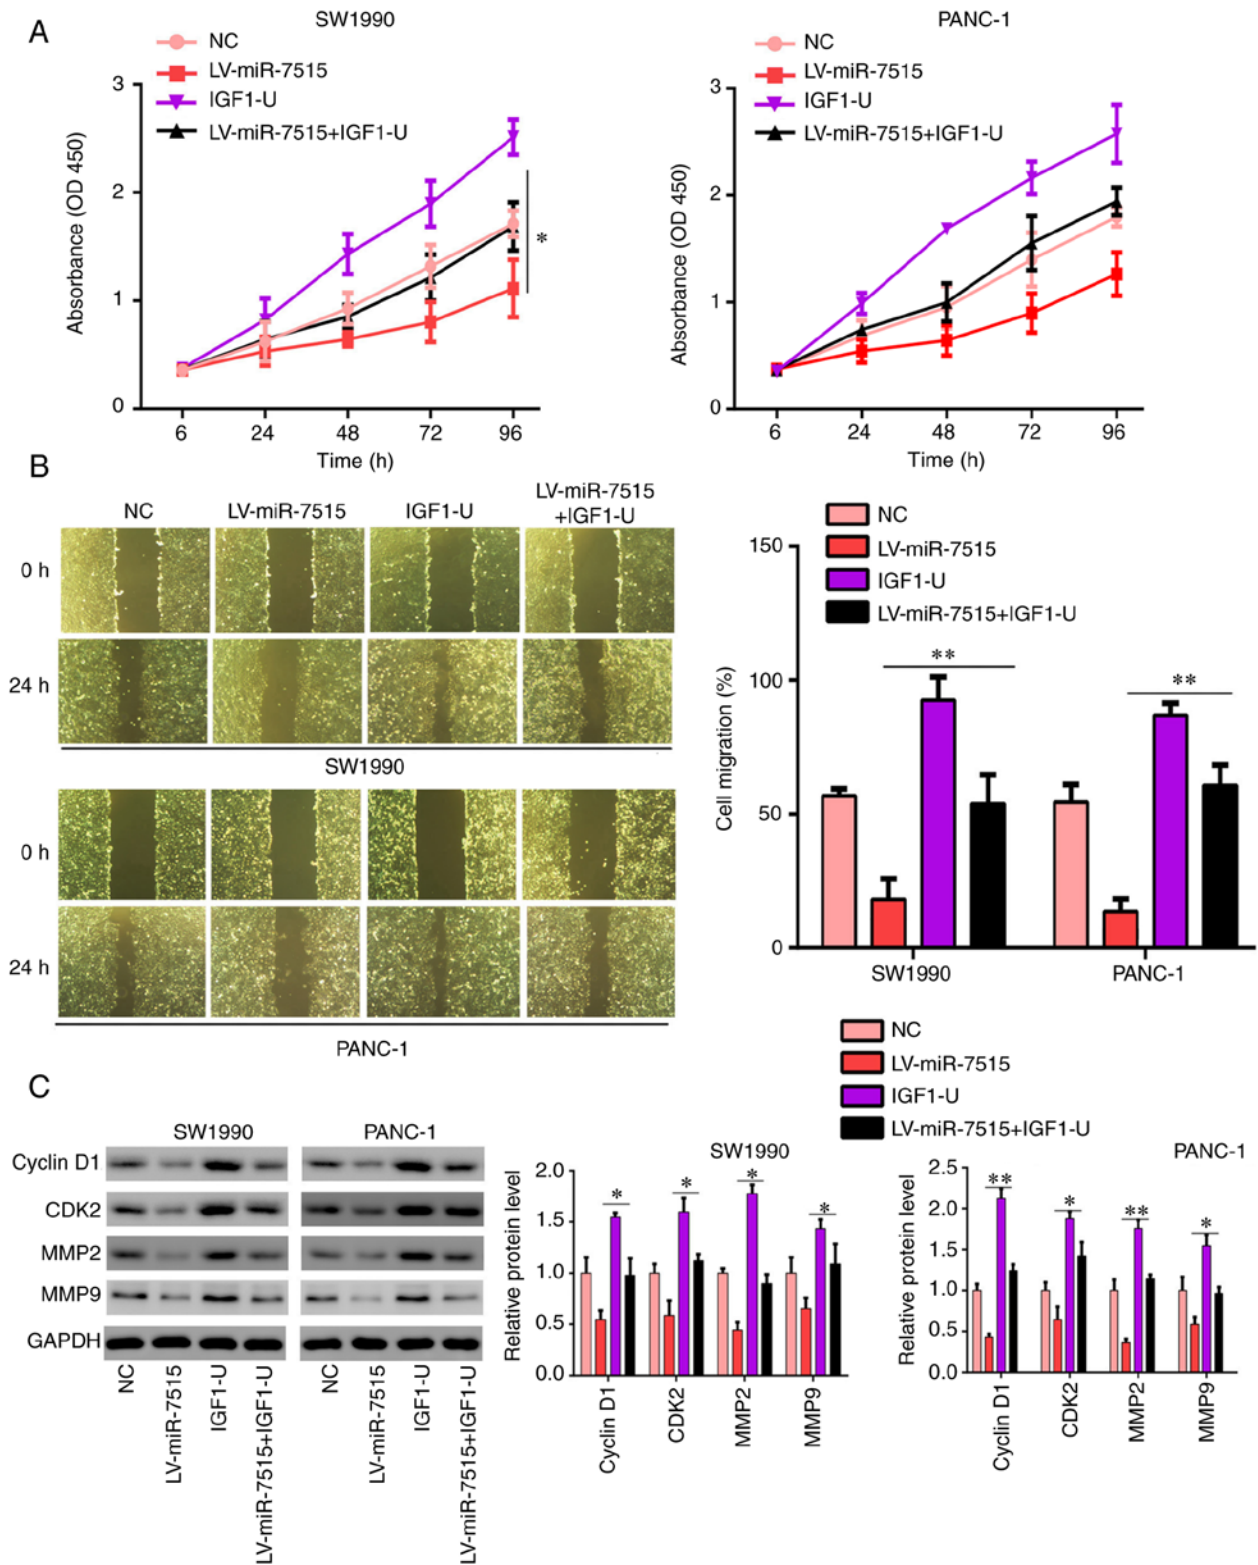 A
SW1990
NC
LV-miR-7515
IGF1-U
LV-miR-7515+IGF1-U
Absorbance (OD 450)
3
2
1
0
*
6 24 48 72 96
Time (h)
PANC-1
NC
LV-miR-7515
IGF1-U
LV-miR-7515+IGF1-U
Absorbance (OD 450)
3
2
1
0
6 24 48 72 96
Time (h)
B
NC LV-miR-7515 IGF1-U LV-miR-7515
+IGF1-U
0 h
24 h
SW1990
0 h
24 h
PANC-1
NC
LV-miR-7515
IGF1-U
LV-miR-7515+IGF1-U
Cell migration (%)
150
100
50
0
**
**
SW1990 PANC-1
C
SW1990 PANC-1
Cyclin D1
CDK2
MMP2
MMP9
GAPDH
NC
LV-miR-7515
IGF1-U
LV-miR-7515+IGF1-U
NC
LV-miR-7515
IGF1-U
LV-miR-7515+IGF1-U
NC
LV-miR-7515
IGF1-U
LV-miR-7515+IGF1-U
SW1990
Relative protein level
2.0
1.5
1.0
0.5
0.0
* * * *
Cyclin D1
CDK2
MMP2
MMP9
PANC-1
Relative protein level
2.5
2.0
1.5
1.0
0.5
0.0
** * ** *
Cyclin D1
CDK2
MMP2
MMP9